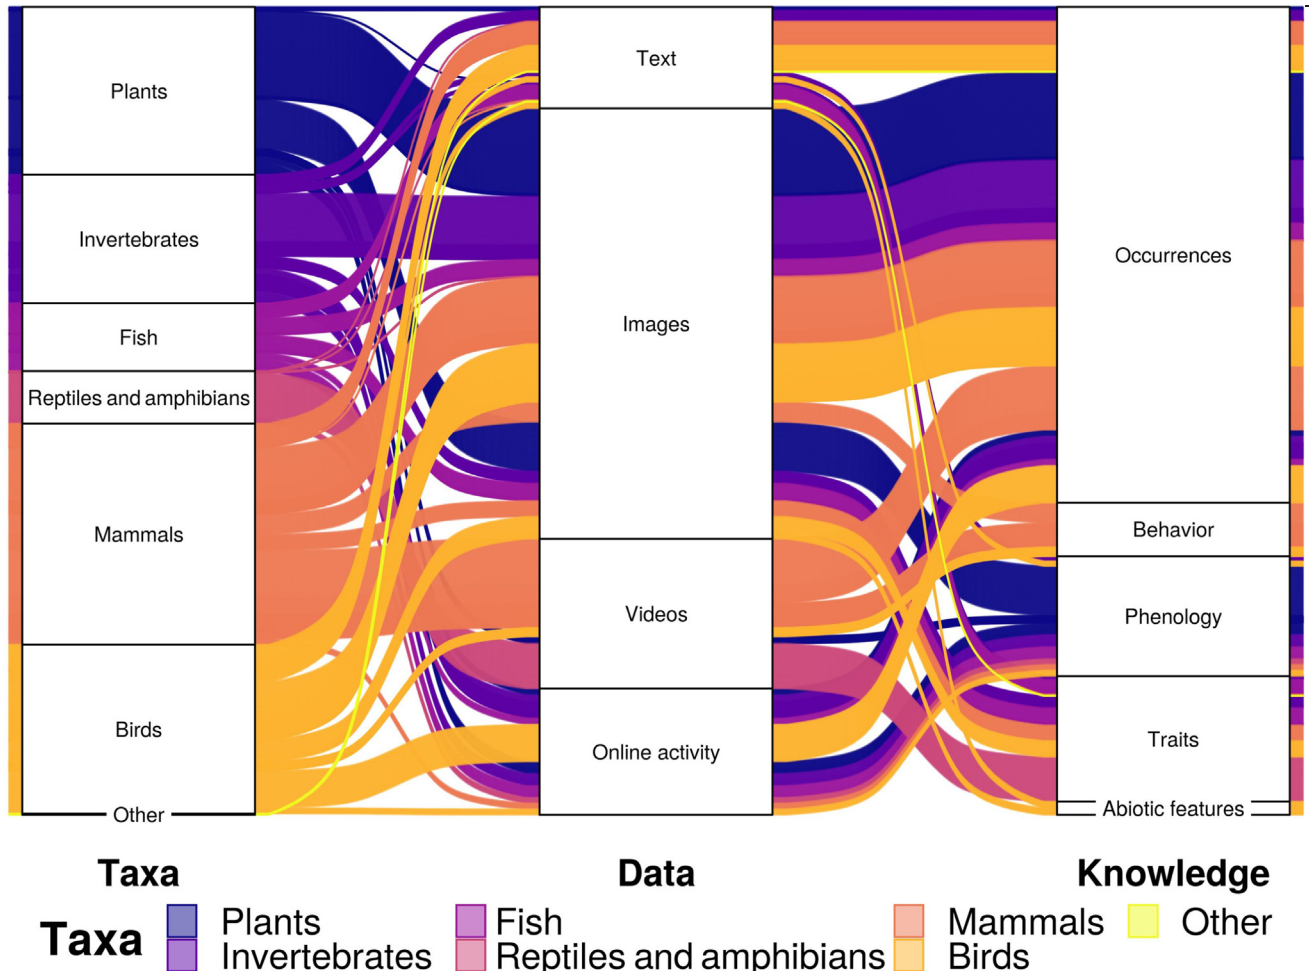 Plants
Invertebrates
Fish
Reptiles and amphibians
Mammals
Birds
Other
Text
Images
Videos
Online activity
Occurrences
Behavior
Phenology
Traits
Abiotic features
Taxa Data Knowledge
Taxa Plants Fish Mammals Other
Invertebrates Reptiles and amphibians Birds